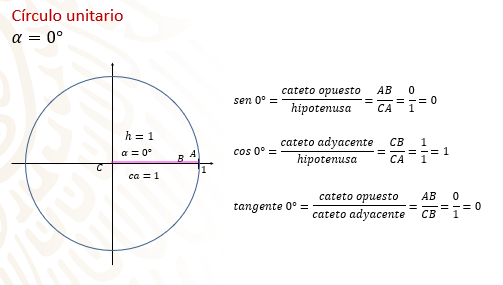 Círculo unitario
α = 0°
h = 1
α = 0°
C
B
A
1
ca = 1
sen 0° = cateto opuesto / hipotenusa = AB / CA = 0 / 1 = 0
cos 0° = cateto adyacente / hipotenusa = CB / CA = 1 / 1 = 1
tangente 0° = cateto opuesto / cateto adyacente = AB / CB = 0 / 1 = 0